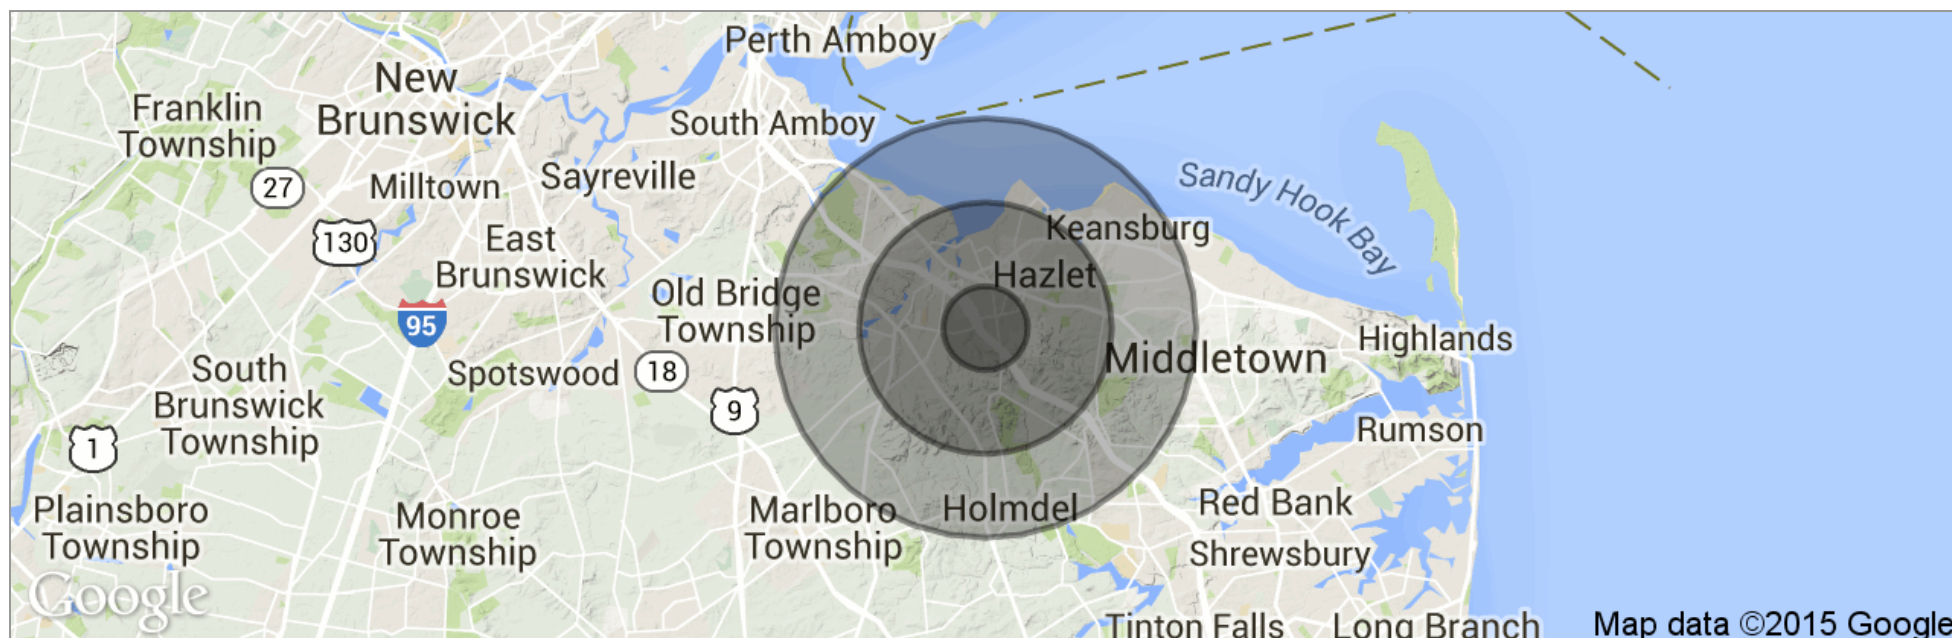 Perth Amboy
New
Brunswick
Franklin
Township
South Amboy
27
Milltown
Sayreville
Sandy Hook Bay
130
East
Brunswick
Keansburg
Hazlet
Old Bridge
Township
95
Highlands
Middletown
South
Brunswick
Township
Spotswood
18
9
Rumson
1
Plainsboro
Township
Monroe
Township
Marlboro
Township
Holmdel
Red Bank
Shrewsbury
Google
Tinton Falls
Long Branch
Map data ©2015 Google